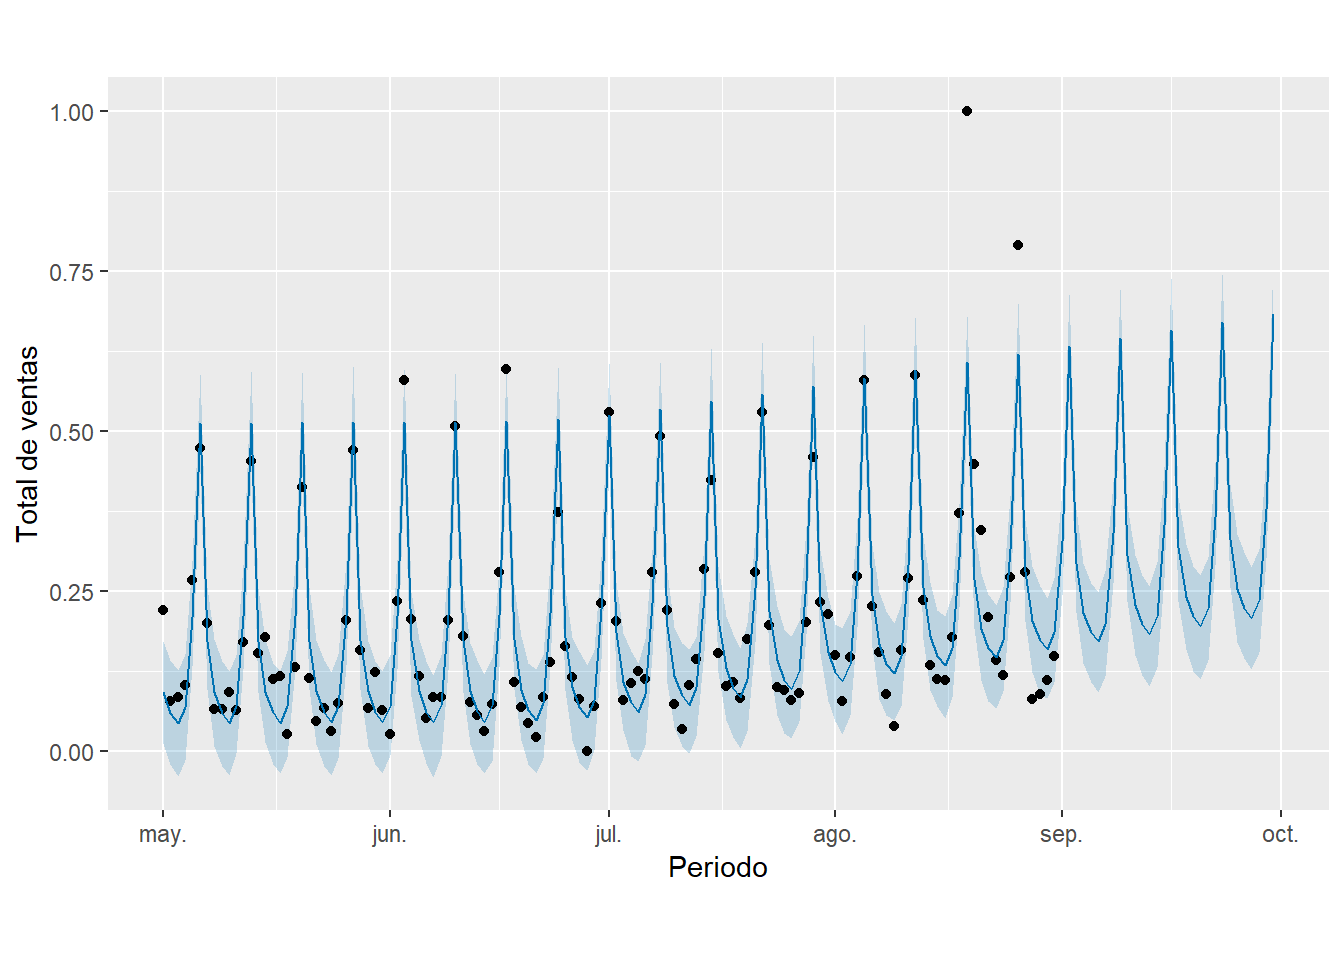 1.00
0.75
0.50
0.25
0.00
Total de ventas
may.
jun.
jul.
ago.
sep.
oct.
Periodo